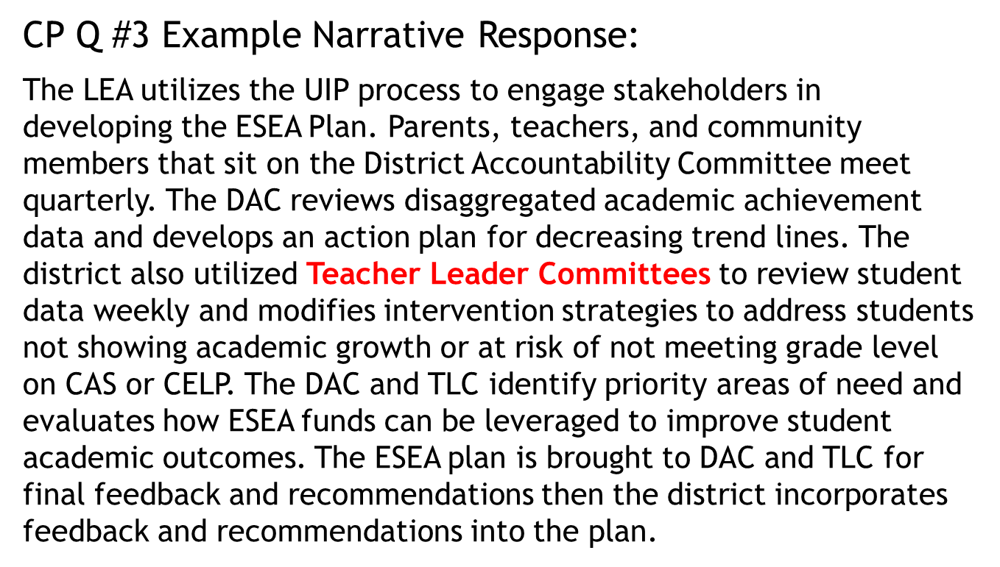 CP Q #3 Example Narrative Response:
The LEA utilizes the UIP process to engage stakeholders in
developing the ESEA Plan. Parents, teachers, and community
members that sit on the District Accountability Committee meet
quarterly. The DAC reviews disaggregated academic achievement
data and develops an action plan for decreasing trend lines. The
district also utilized Teacher Leader Committees to review student
data weekly and modifies intervention strategies to address students
not showing academic growth or at risk of not meeting grade level
on CAS or CELP. The DAC and TLC identify priority areas of need and
evaluates how ESEA funds can be leveraged to improve student
academic outcomes. The ESEA plan is brought to DAC and TLC for
final feedback and recommendations then the district incorporates
feedback and recommendations into the plan.